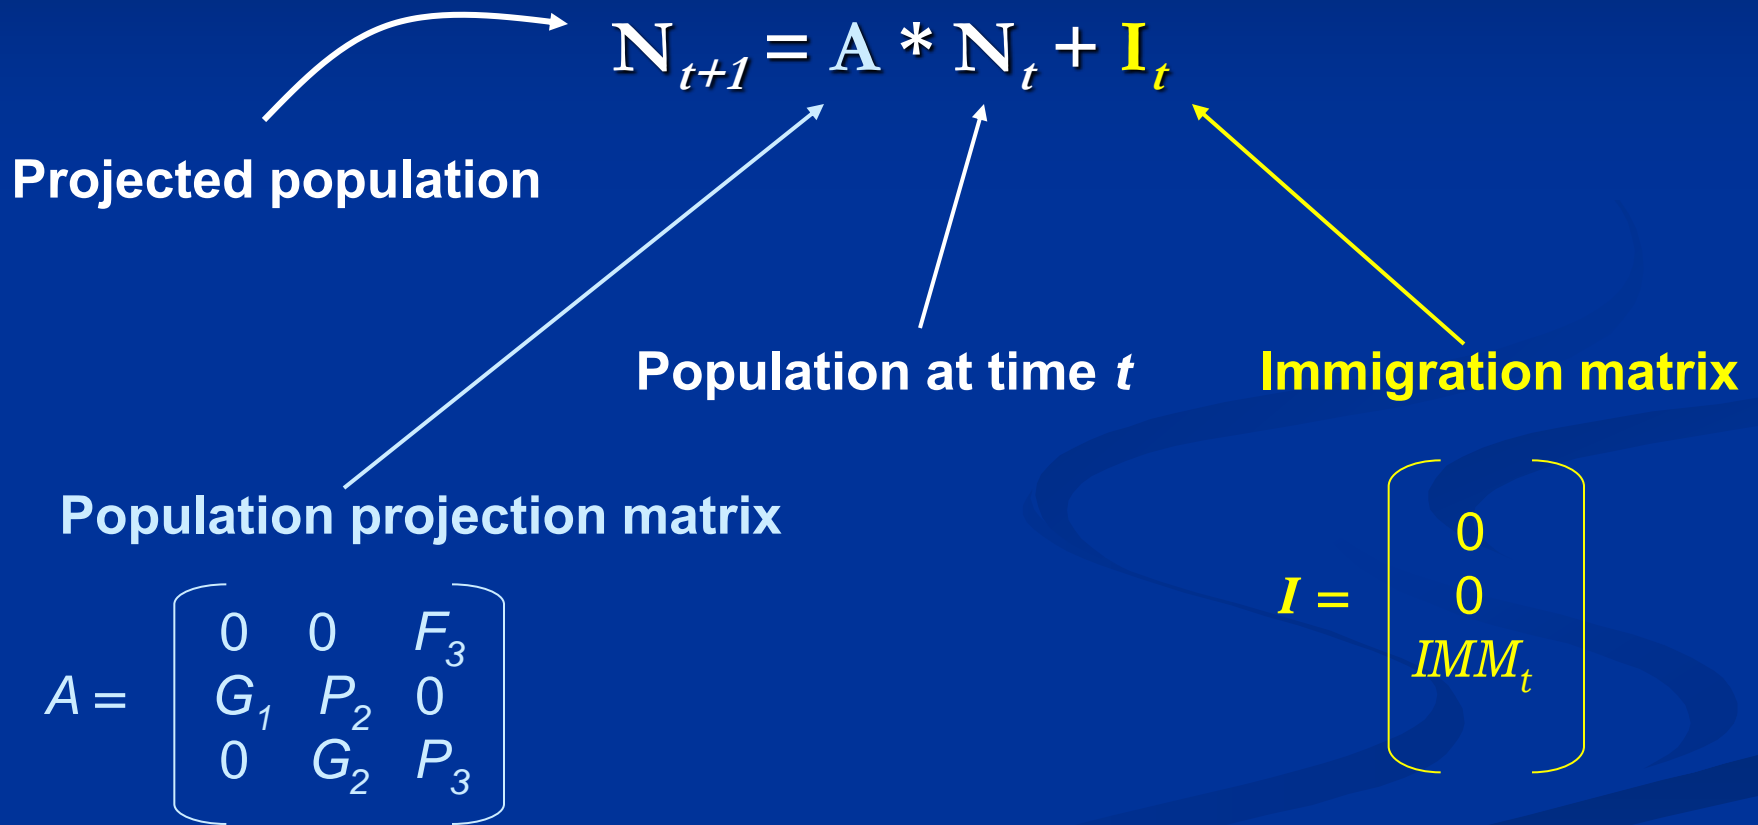 N_{t+1} = A * N_t + I_t
Projected population
Population at time t
Immigration matrix
Population projection matrix
0 0 F_3
A = G_1 P_2 0
0 G_2 P_3
0
I = 0
IMM_t